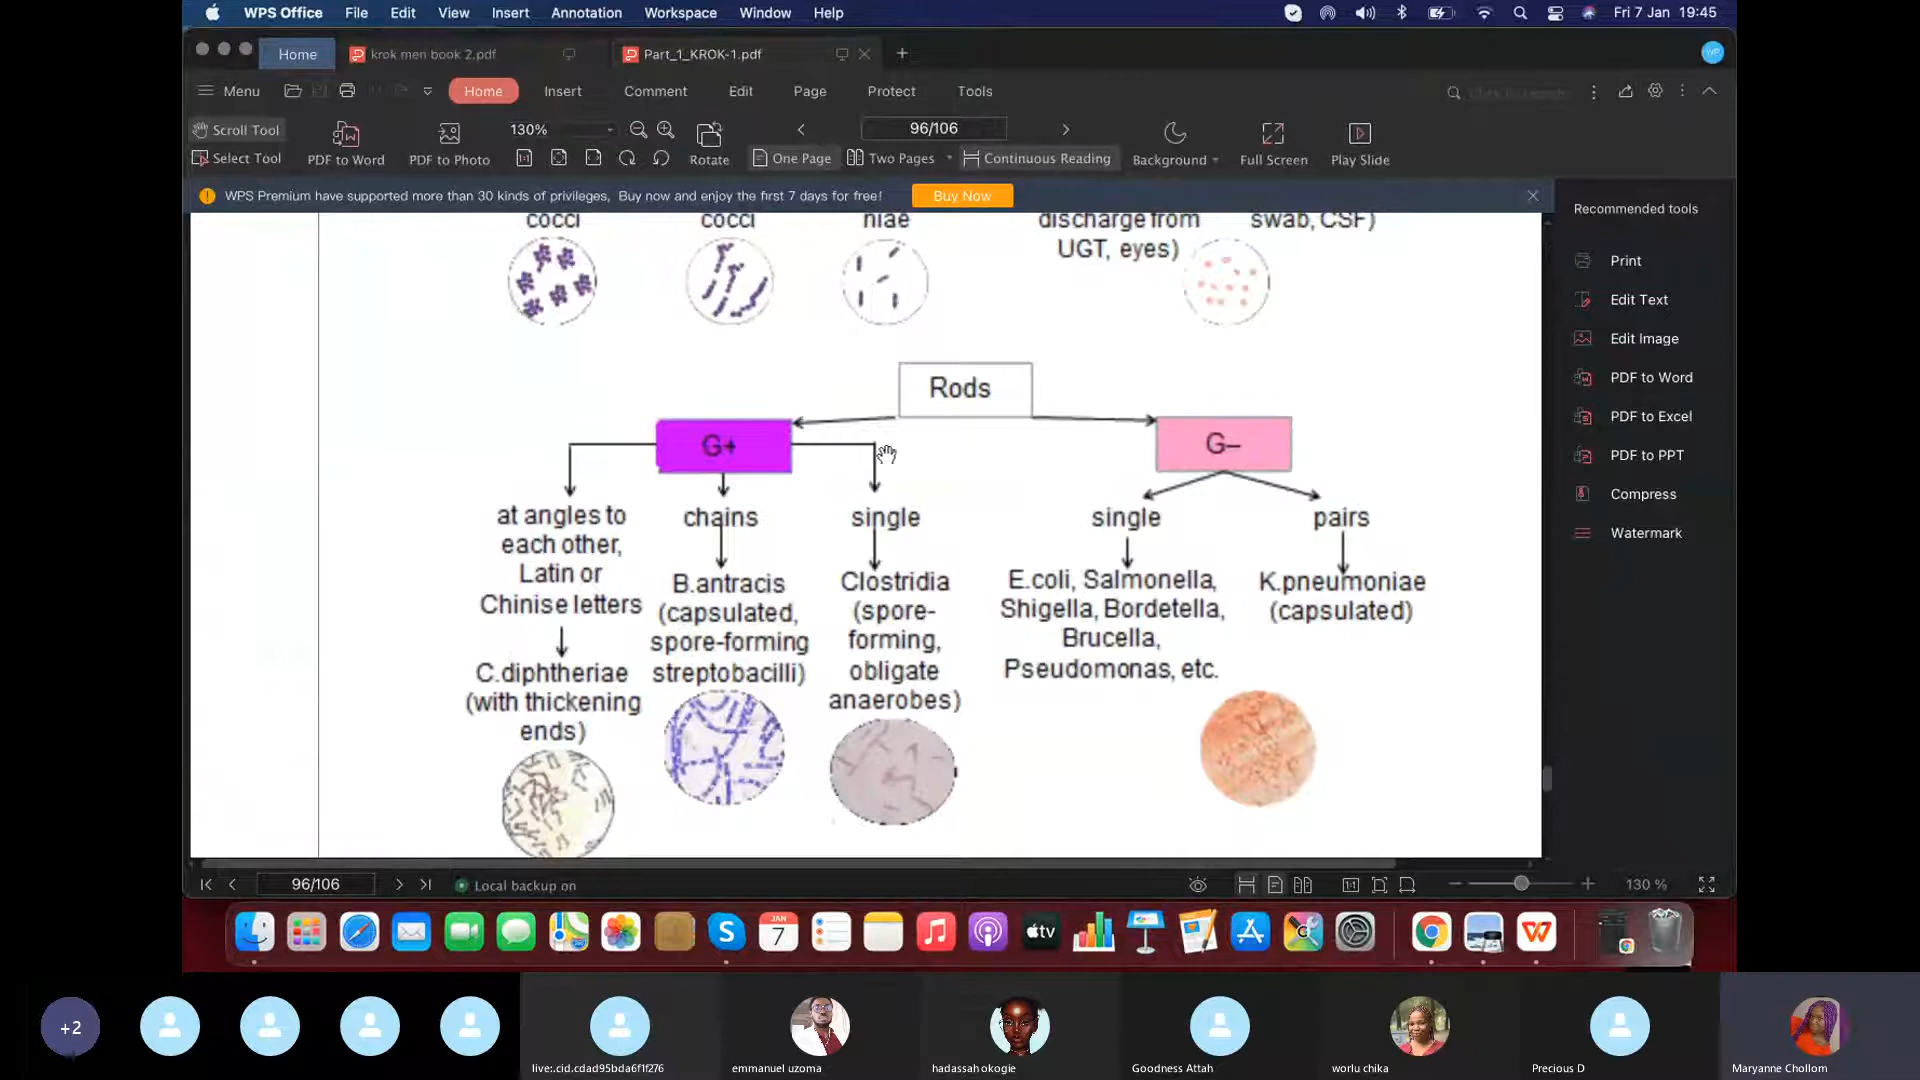 WPS Office File Edit View Insert Annotation Workspace Window Help Fri 7 Jan 19:45
Home krok men book 2.pdf Part_1_KROK-1.pdf + WP
Menu Home Insert Comment Edit Page Protect Tools
Scroll Tool 130% 96/106
Select Tool PDF to Word PDF to Photo Rotate One Page Two Pages Continuous Reading Background Full Screen Play Slide
WPS Premium have supported more than 30 kinds of privileges, Buy now and enjoy the first 7 days for free! Buy Now
Recommended tools
Print
Edit Text
Edit Image
PDF to Word
PDF to Excel
PDF to PPT
Compress
Watermark
cocci cocci niae discharge from swab, CSF)
UGT, eyes)
Rods
G+ G–
at angles to
each other,
Latin or
Chinise letters
C.diphtheriae
(with thickening
ends)
chains
B.antracis
(capsulated,
spore-forming
streptobacilli)
single
Clostridia
(spore-
forming,
obligate
anaerobes)
single
E.coli, Salmonella,
Shigella, Bordetella,
Brucella,
Pseudomonas, etc.
pairs
K.pneumoniae
(capsulated)
96/106 Local backup on 130 %
JAN
7
tv
+2
live:.cid.cdad95bda6f1f276 emmanuel uzoma hadassah okogie Goodness Attah worlu chika Precious D Maryanne Chollom